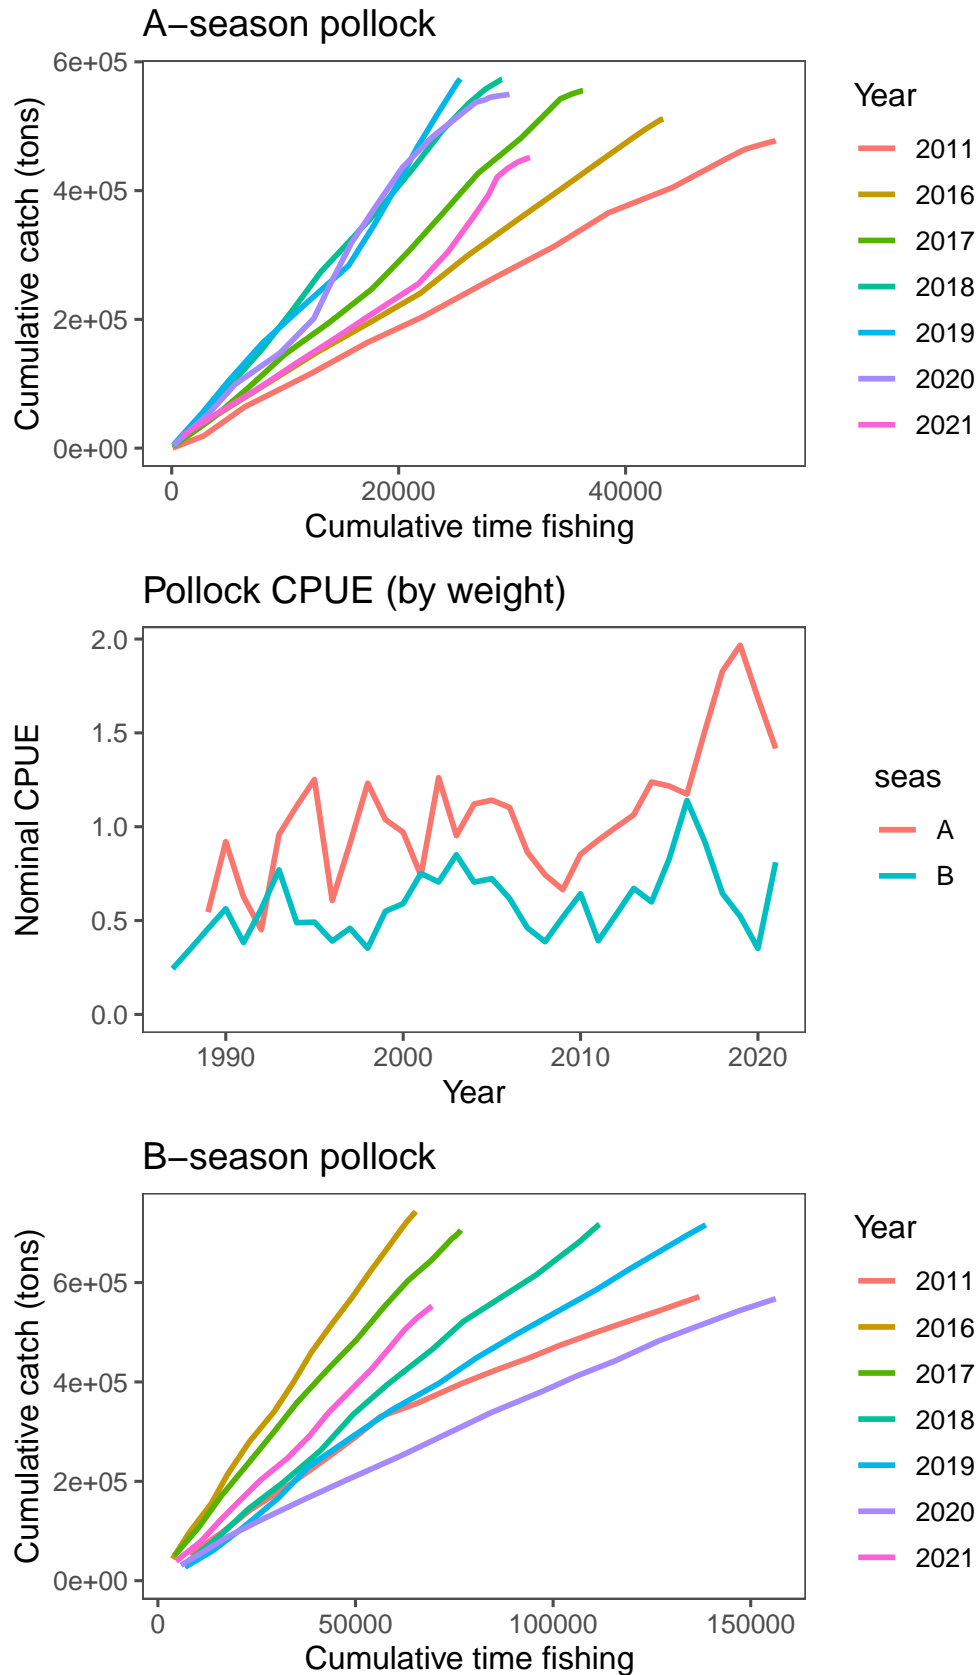 A−season pollock
6e+05
4e+05
2e+05
0e+00
Cumulative catch (tons)
0 20000 40000
Cumulative time fishing
Year
2011
2016
2017
2018
2019
2020
2021
Pollock CPUE (by weight)
2.0
1.5
1.0
0.5
0.0
Nominal CPUE
1990 2000 2010 2020
Year
seas
A
B
B−season pollock
6e+05
4e+05
2e+05
0e+00
Cumulative catch (tons)
0 50000 100000 150000
Cumulative time fishing
Year
2011
2016
2017
2018
2019
2020
2021